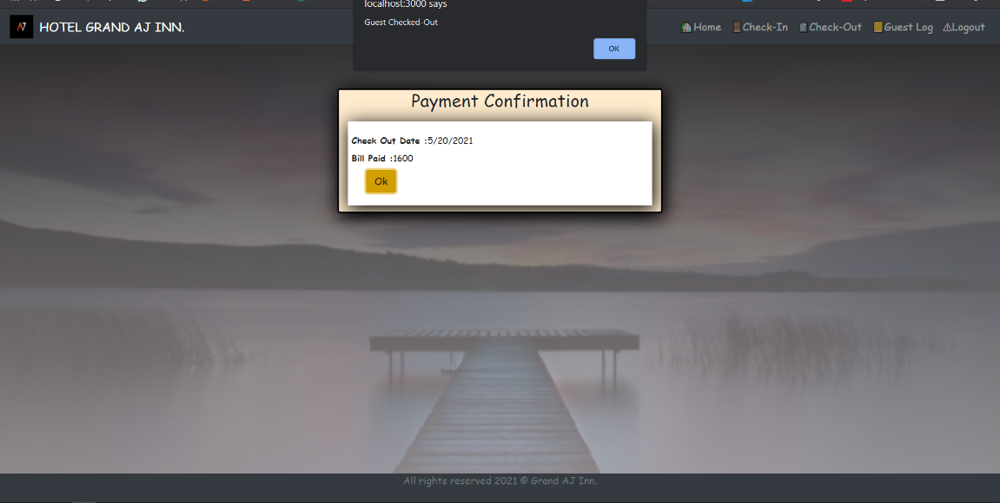 localhost:3000 says
Guest Checked-Out
OK
AJ HOTEL GRAND AJ INN.
Home Check-In Check-Out Guest Log Logout
Payment Confirmation
Check Out Date :5/20/2021
Bill Paid :1600
Ok
All rights reserved 2021 © Grand AJ Inn.